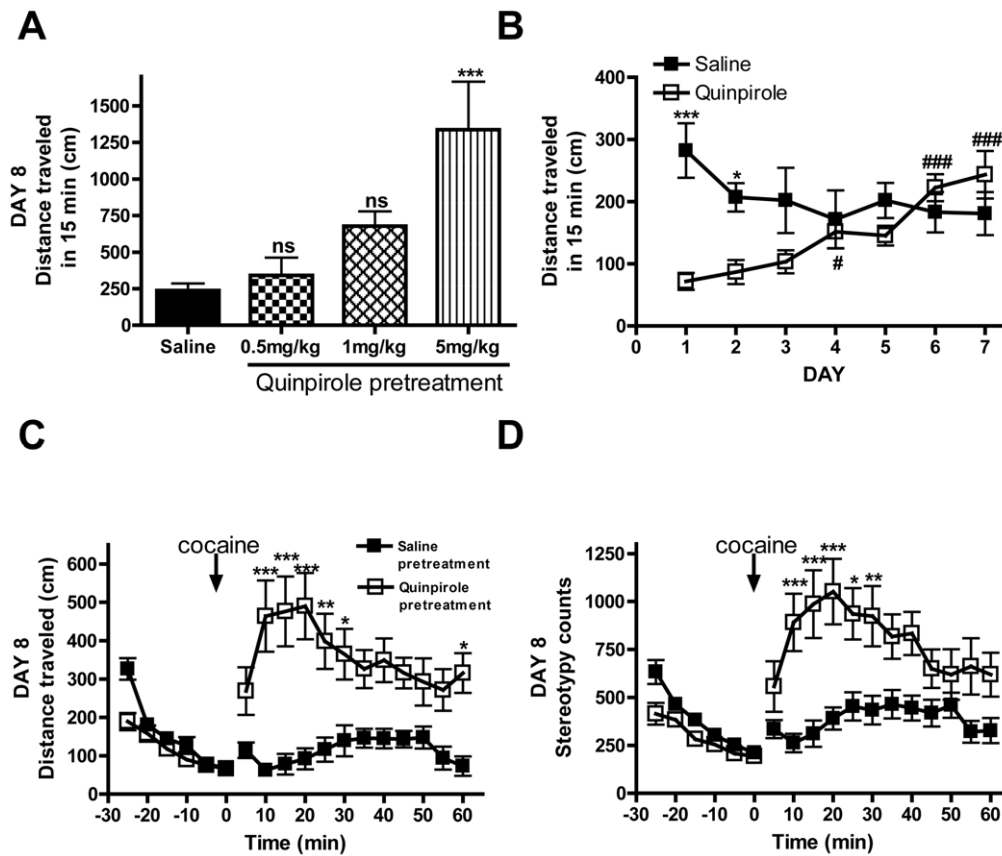 A
DAY 8
Distance traveled
in 15 min (cm)
1500
1250
1000
750
500
250
0
ns
ns
***
Saline
0.5mg/kg
1mg/kg
5mg/kg
Quinpirole pretreatment
B
Saline
Quinpirole
Distance traveled
in 15 min (cm)
400
300
200
100
0
***
*
#
###
###
0
1
2
3
4
5
6
7
DAY
C
cocaine
Saline
pretreatment
Quinpirole
pretreatment
DAY 8
Distance traveled (cm)
600
500
400
300
200
100
0
***
***
***
**
*
*
-30
-20
-10
0
10
20
30
40
50
60
Time (min)
D
cocaine
DAY 8
Stereotypy counts
1250
1000
750
500
250
0
***
***
***
*
**
-30
-20
-10
0
10
20
30
40
50
60
Time (min)